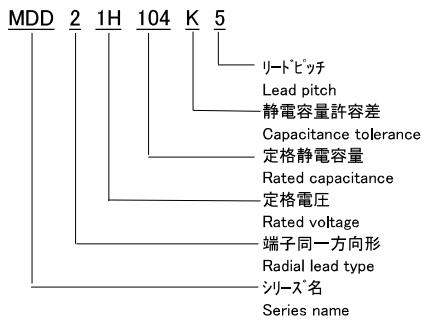 MDD 2 1H 104 K 5
ﾘｰﾄﾞﾋﾟｯﾁ
Lead pitch
静電容量許容差
Capacitance tolerance
定格静電容量
Rated capacitance
定格電圧
Rated voltage
端子同一方向形
Radial lead type
ｼﾘｰｽﾞ名
Series name